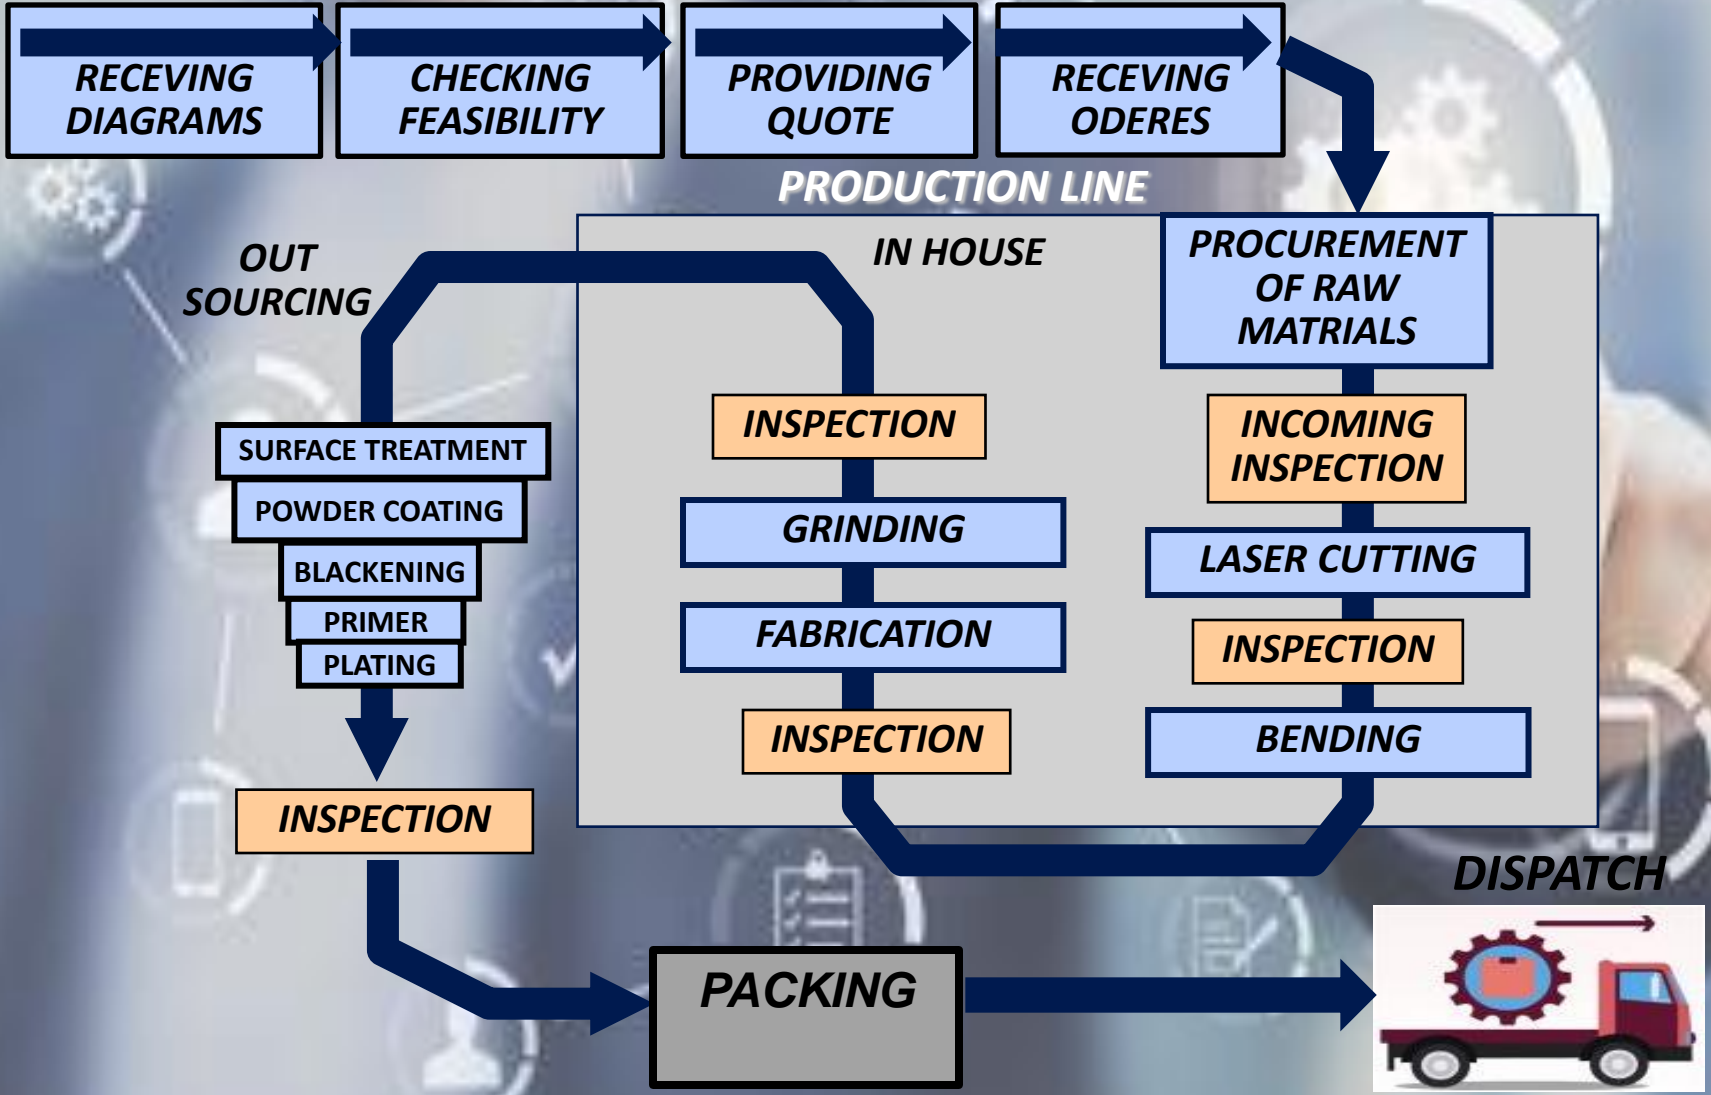 RECEVING
DIAGRAMS
CHECKING
FEASIBILITY
PROVIDING
QUOTE
RECEVING
ODERES
PRODUCTION LINE
IN HOUSE
PROCUREMENT
OF RAW
MATRIALS
INCOMING
INSPECTION
LASER CUTTING
INSPECTION
BENDING
INSPECTION
FABRICATION
GRINDING
INSPECTION
OUT
SOURCING
SURFACE TREATMENT
POWDER COATING
BLACKENING
PRIMER
PLATING
INSPECTION
PACKING
DISPATCH